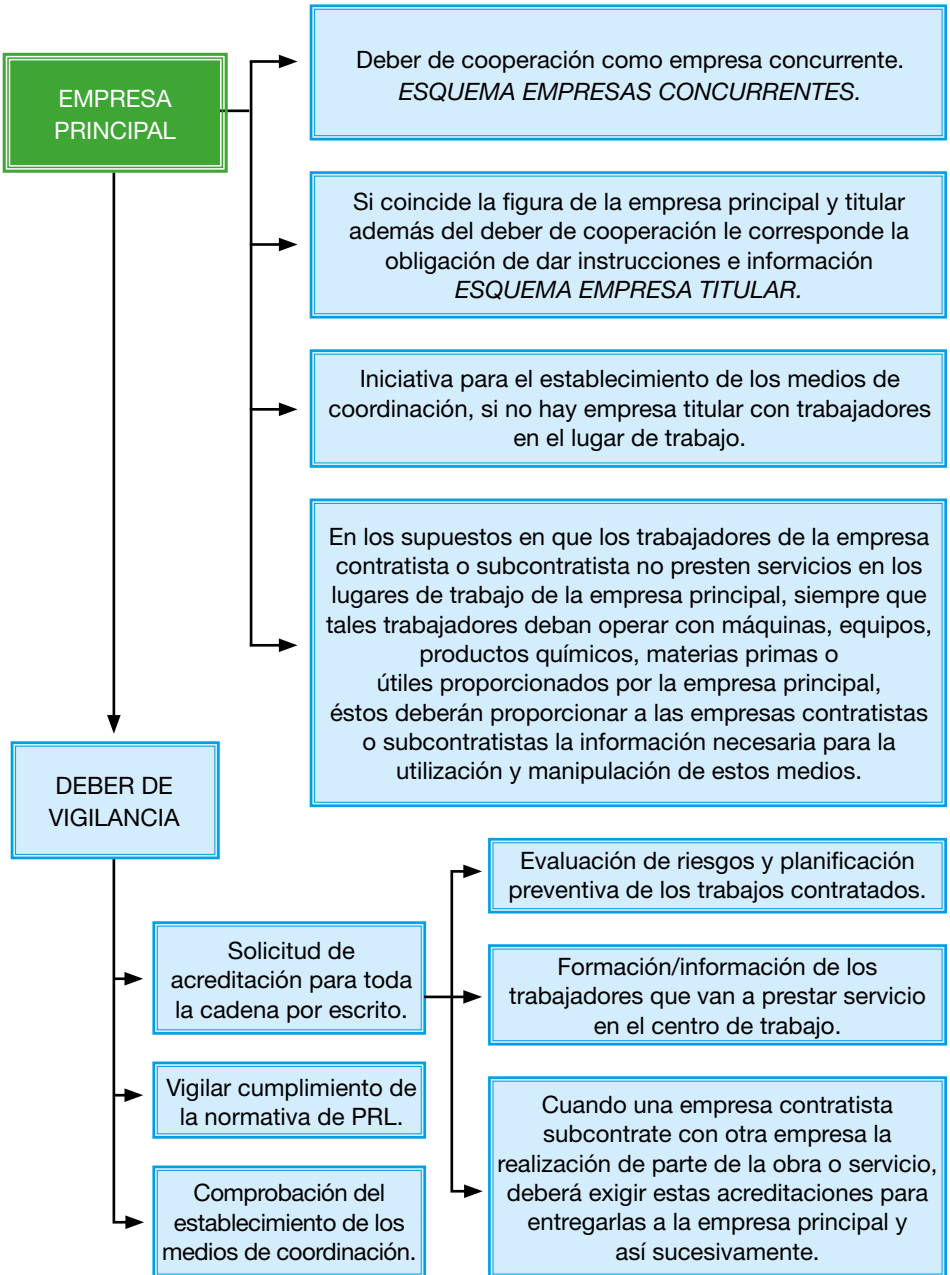 EMPRESA
PRINCIPAL
Deber de cooperación como empresa concurrente.
ESQUEMA EMPRESAS CONCURRENTES.
Si coincide la figura de la empresa principal y titular
además del deber de cooperación le corresponde la
obligación de dar instrucciones e información
ESQUEMA EMPRESA TITULAR.
Iniciativa para el establecimiento de los medios de
coordinación, si no hay empresa titular con trabajadores
en el lugar de trabajo.
En los supuestos en que los trabajadores de la empresa
contratista o subcontratista no presten servicios en los
lugares de trabajo de la empresa principal, siempre que
tales trabajadores deban operar con máquinas, equipos,
productos químicos, materias primas o
útiles proporcionados por la empresa principal,
éstos deberán proporcionar a las empresas contratistas
o subcontratistas la información necesaria para la
utilización y manipulación de estos medios.
DEBER DE
VIGILANCIA
Solicitud de
acreditación para toda
la cadena por escrito.
Evaluación de riesgos y planificación
preventiva de los trabajos contratados.
Formación/información de los
trabajadores que van a prestar servicio
en el centro de trabajo.
Cuando una empresa contratista
subcontrate con otra empresa la
realización de parte de la obra o servicio,
deberá exigir estas acreditaciones para
entregarlas a la empresa principal y
así sucesivamente.
Vigilar cumplimiento de
la normativa de PRL.
Comprobación del
establecimiento de los
medios de coordinación.